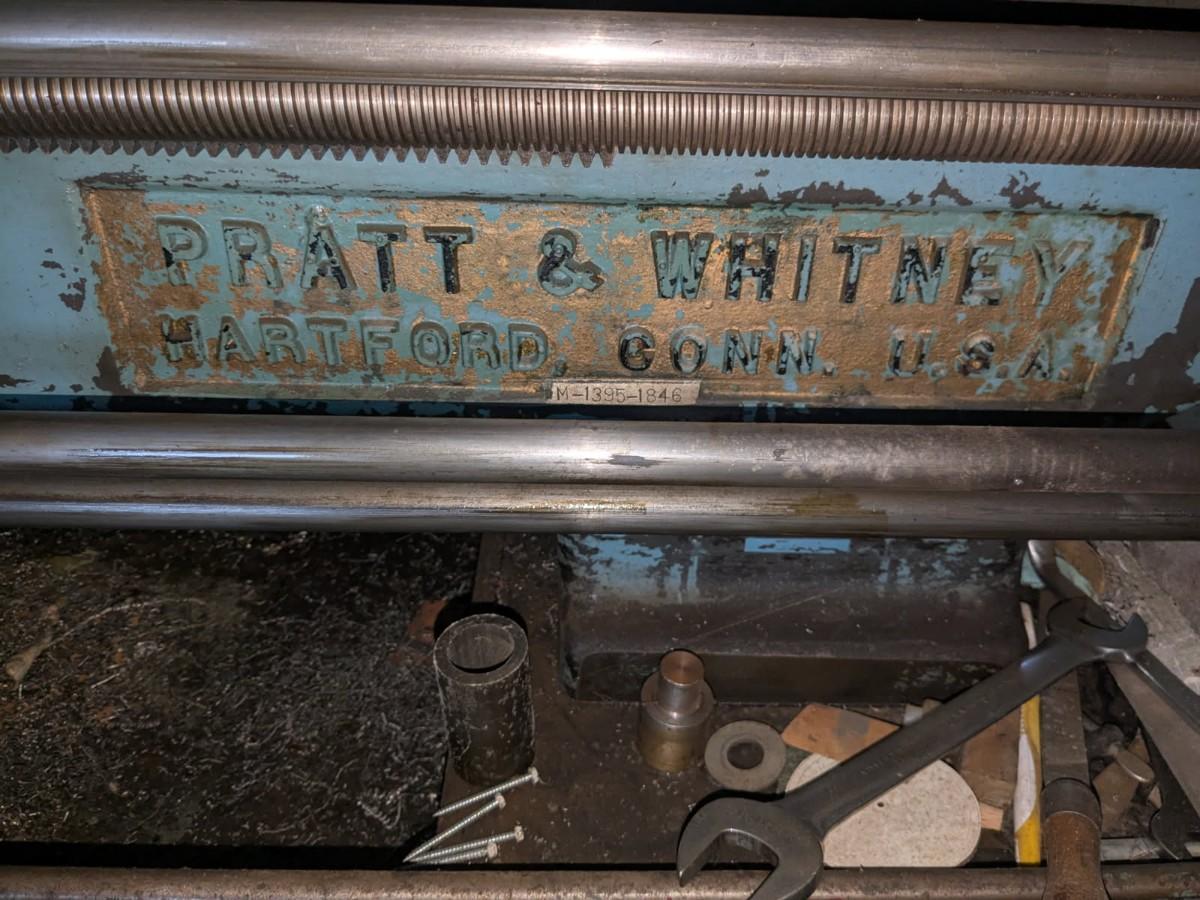 PRATT & WHITNEY
HARTFORD, CONN. U.S.A.
M-1395-1846